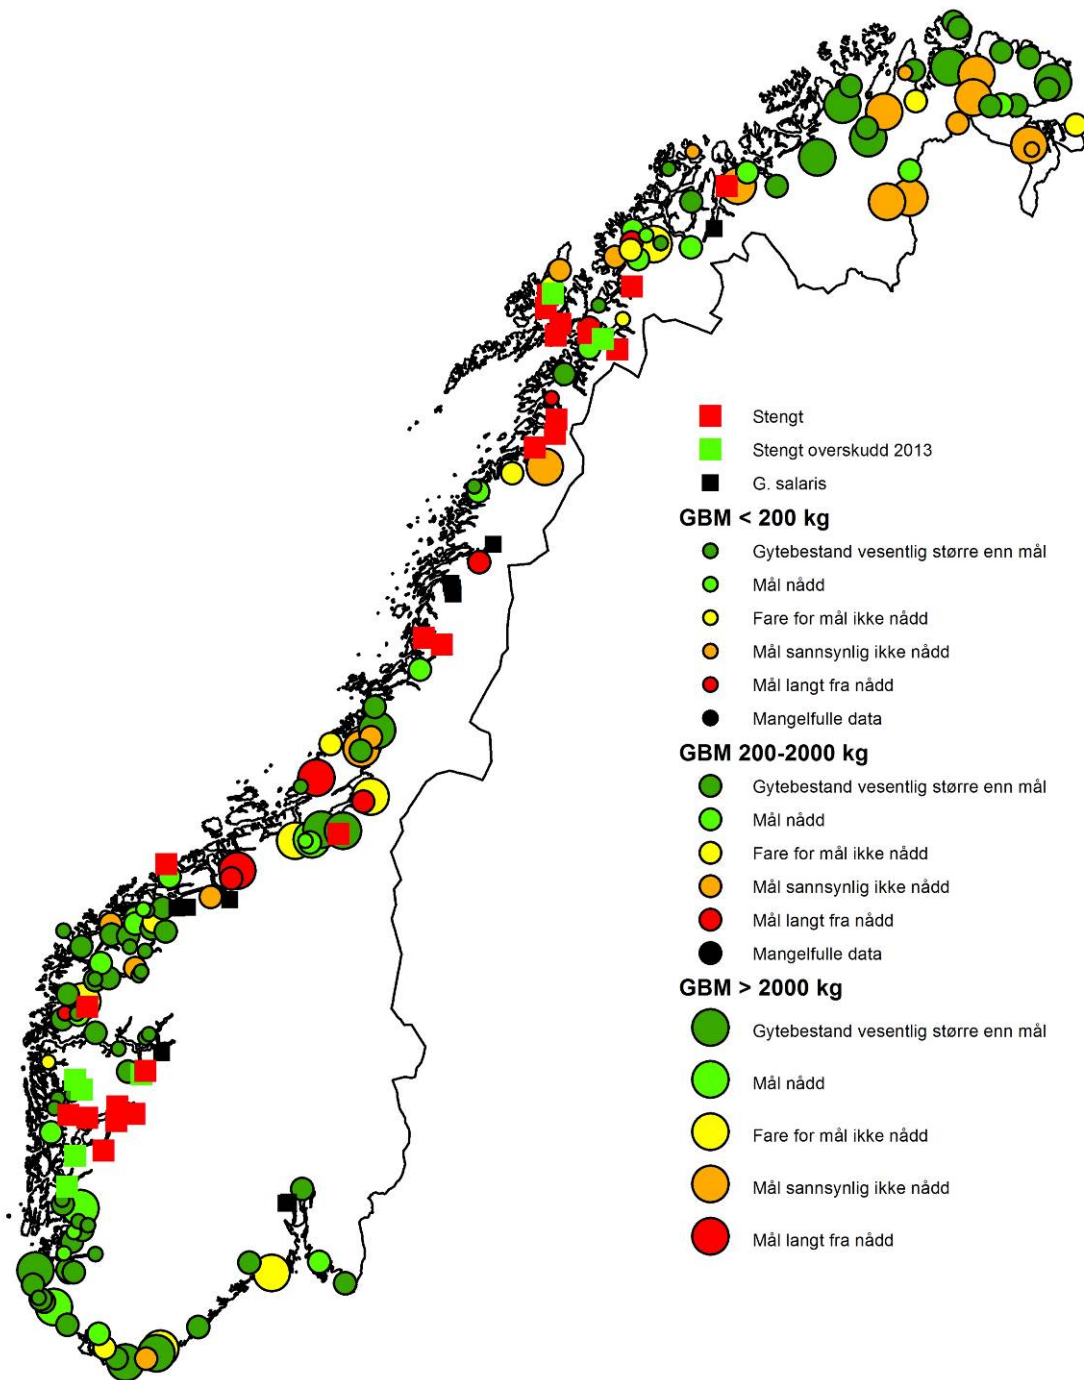 Stengt
Stengt overskudd 2013
G. salaris
GBM < 200 kg
Gytebestand vesentlig større enn mål
Mål nådd
Fare for mål ikke nådd
Mål sannsynlig ikke nådd
Mål langt fra nådd
Mangelfulle data
GBM 200-2000 kg
Gytebestand vesentlig større enn mål
Mål nådd
Fare for mål ikke nådd
Mål sannsynlig ikke nådd
Mål langt fra nådd
Mangelfulle data
GBM > 2000 kg
Gytebestand vesentlig større enn mål
Mål nådd
Fare for mål ikke nådd
Mål sannsynlig ikke nådd
Mål langt fra nådd